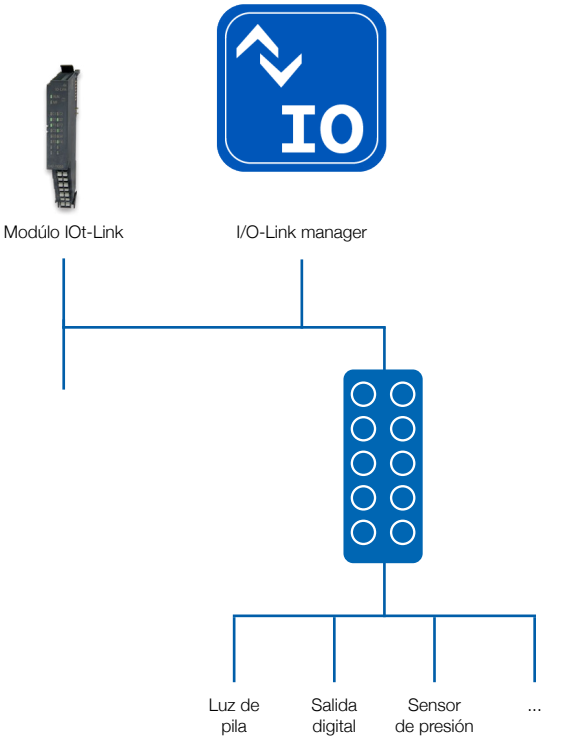 IO
Modúlo IOt-Link
I/O-Link manager
Luz de
pila
Salida
digital
Sensor
de presión
...